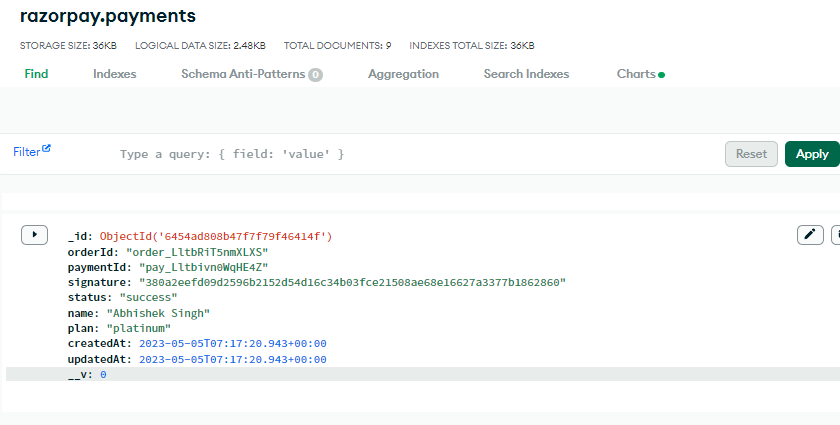 razorpay.payments
STORAGE SIZE: 36KB LOGICAL DATA SIZE: 2.48KB TOTAL DOCUMENTS: 9 INDEXES TOTAL SIZE: 36KB
Find Indexes Schema Anti-Patterns 0 Aggregation Search Indexes Charts
Filter Type a query: { field: 'value' } Reset Apply
_id: ObjectId('6454ad808b47f7f79f46414f')
orderId: "order_LltbRiT5nmXLXS"
paymentId: "pay_Lltbivn0WqHE4Z"
signature: "380a2eefd09d2596b2152d54d16c34b03fce21508ae68e16627a3377b1862860"
status: "success"
name: "Abhishek Singh"
plan: "platinum"
createdAt: 2023-05-05T07:17:20.943+00:00
updatedAt: 2023-05-05T07:17:20.943+00:00
__v: 0